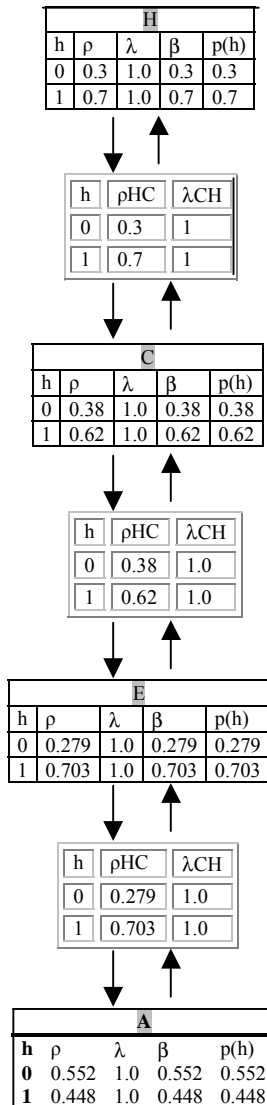 H
h ρ λ β p(h)
0 0.3 1.0 0.3 0.3
1 0.7 1.0 0.7 0.7
h ρHC λCH
0 0.3 1
1 0.7 1
C
h ρ λ β p(h)
0 0.38 1.0 0.38 0.38
1 0.62 1.0 0.62 0.62
h ρHC λCH
0 0.38 1.0
1 0.62 1.0
E
h ρ λ β p(h)
0 0.279 1.0 0.279 0.279
1 0.703 1.0 0.703 0.703
h ρHC λCH
0 0.279 1.0
1 0.703 1.0
A
h ρ λ β p(h)
0 0.552 1.0 0.552 0.552
1 0.448 1.0 0.448 0.448